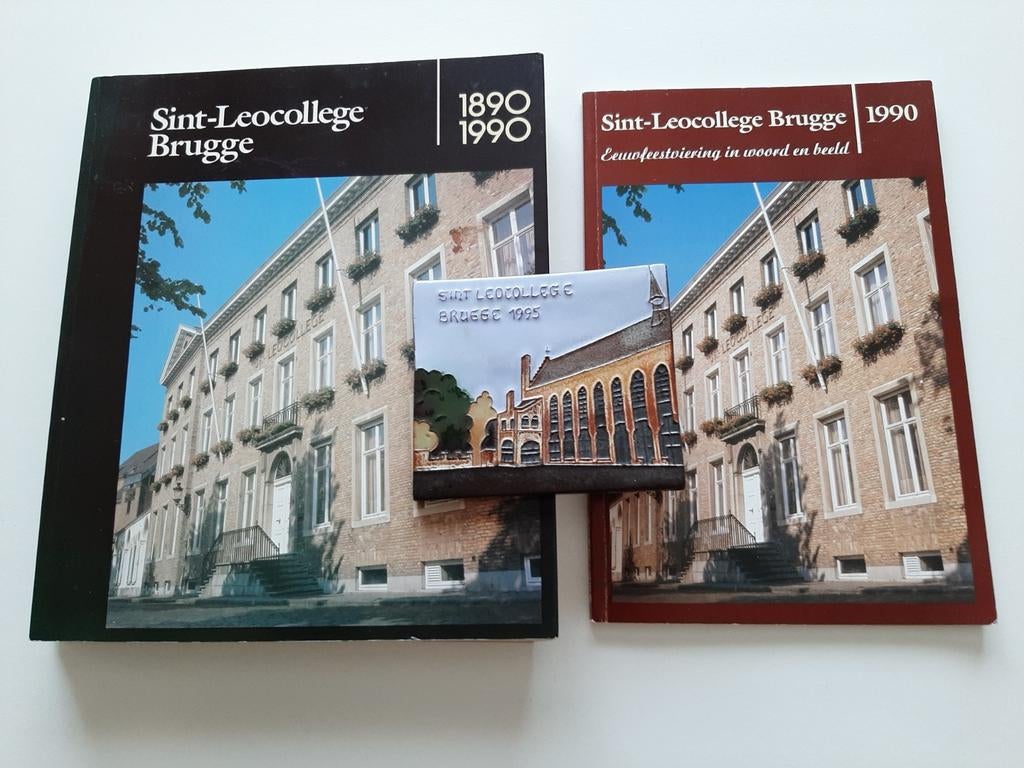 Sint-Leocollege
Brugge
1890
1990
Sint-Leocollege Brugge
1990
Eeuwfeestviering in woord en beeld
SINT LEOCOLLEGE
BRUGGE 1995